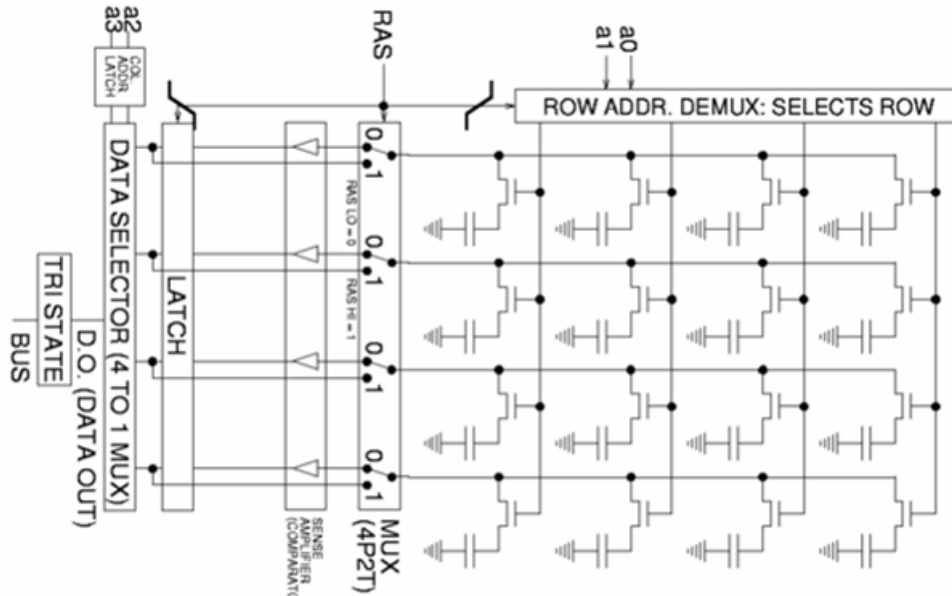 a3
a2
COL.
ADDR.
LATCH
RAS
a1
a0
ROW ADDR. DEMUX: SELECTS ROW
DATA SELECTOR (4 TO 1 MUX)
LATCH
0
1
RAS LO = 0
0
1
RAS HI = 1
0
1
0
1
MUX
(4P2T)
SENSE
AMPLIFIER
TRI STATE
BUS
D.O. (DATA OUT)